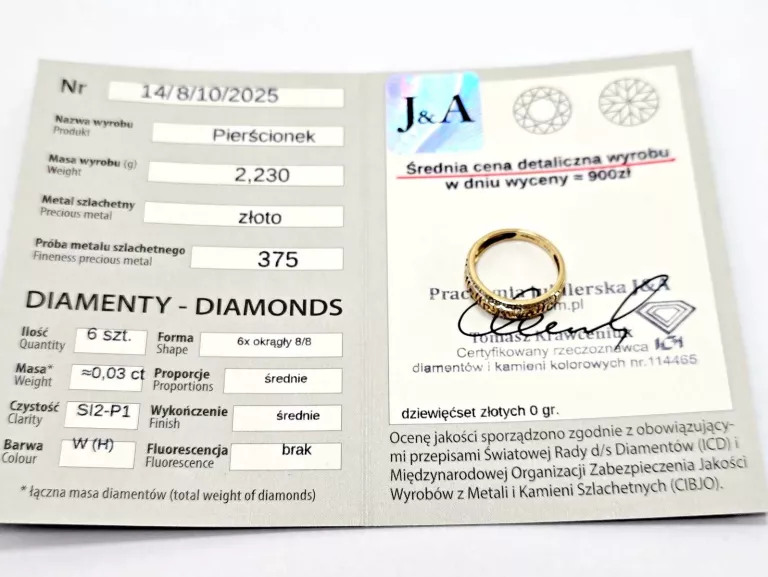 Nr 14/8/10/2025
Nazwa wyrobu
Produkt
Pierścionek
Masa wyrobu (g)
Weight
2,230
Metal szlachetny
Precious metal
złoto
Próba metalu szlachetnego
Fineness precious metal
375
DIAMENTY - DIAMONDS
Ilość
Quantity
6 szt.
Forma
Shape
6x okrągły 8/8
Masa*
Weight
≈0,03 ct
Proporcje
Proportions
średnie
Czystość
Clarity
SI2-P1
Wykończenie
Finish
średnie
Barwa
Colour
W (H)
Fluorescencja
Fluorescence
brak
* łączna masa diamentów (total weight of diamonds)
J&A
Średnia cena detaliczna wyrobu
w dniu wyceny = 900zł
J&A
Tomasz Krawceniuk
Certyfikowany rzeczoznawca
diamentów i kamieni kolorowych nr.114465
dziewięćset złotych 0 gr.
Ocenę jakości sporządzono zgodnie z obowiązujący-
mi przepisami Światowej Rady d/s Diamentów (ICD) i
Międzynarodowej Organizacji Zabezpieczenia Jakości
Wyrobów z Metali i Kamieni Szlachetnych (CIBJO).